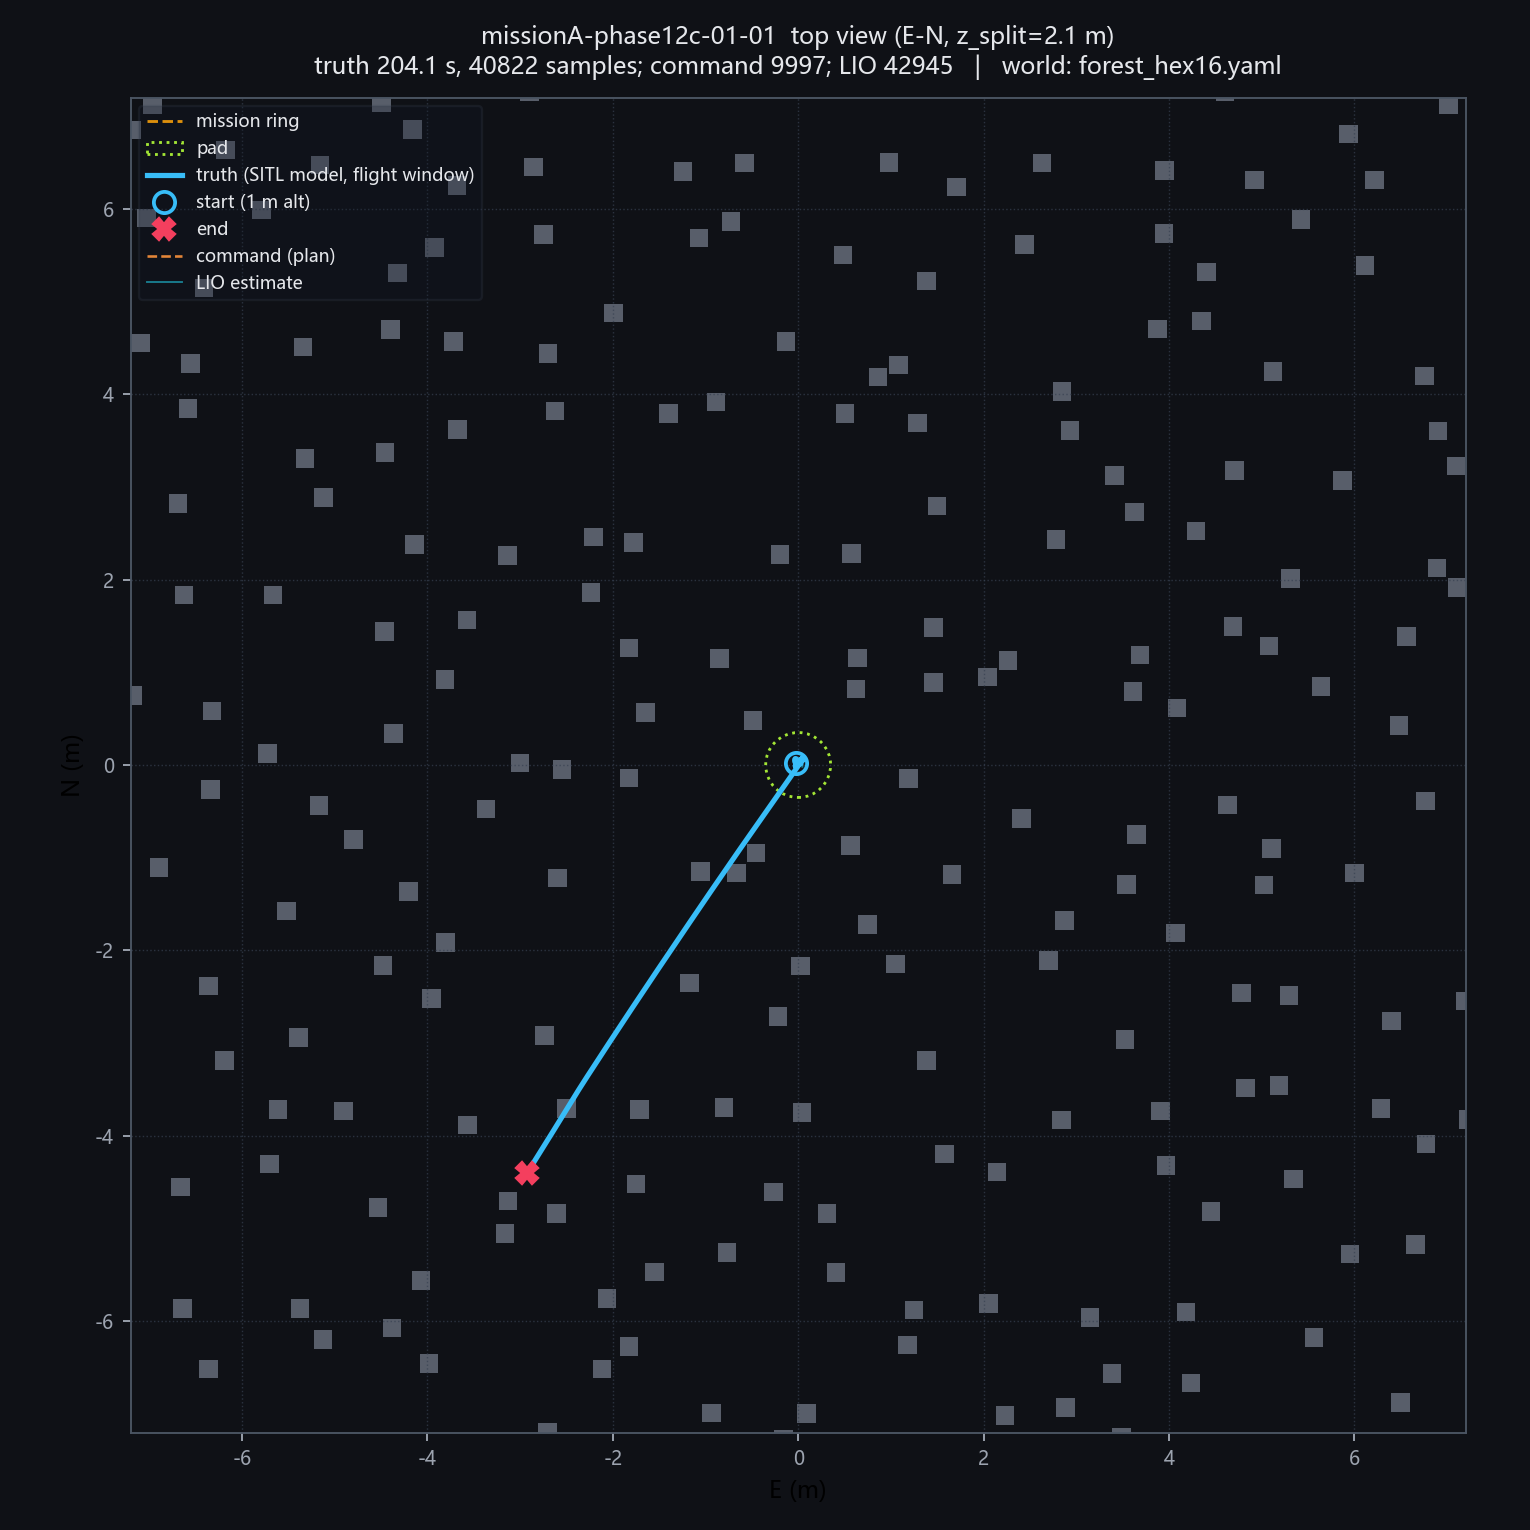 missionA-phase12c-01-01  top view (E-N, z_split=2.1 m)
truth 204.1 s, 40822 samples; command 9997; LIO 42945   |   world: forest_hex16.yaml
mission ring
pad
truth (SITL model, flight window)
start (1 m alt)
end
command (plan)
LIO estimate
6
4
2
0
-2
-4
-6
N (m)
-6
-4
-2
0
2
4
6
E (m)